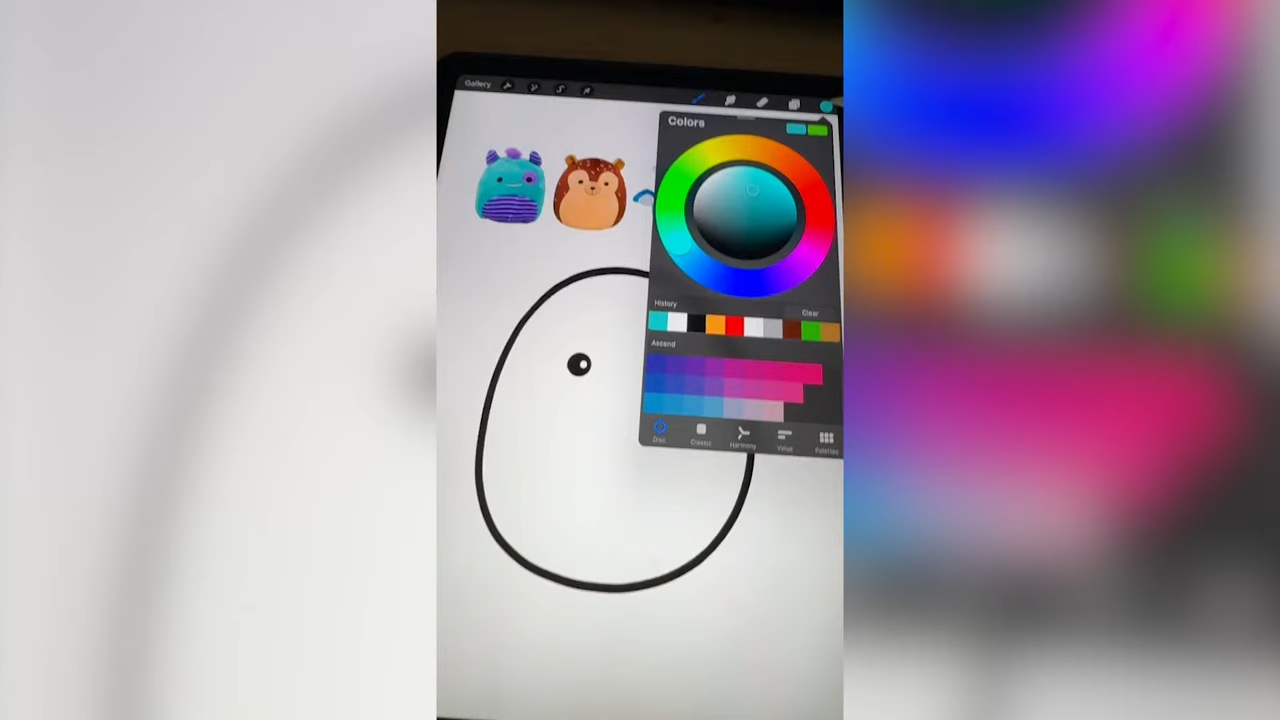 Gallery
Colors
History
Clear
Ascend
Disc
Classic
Harmony
Value
Palettes